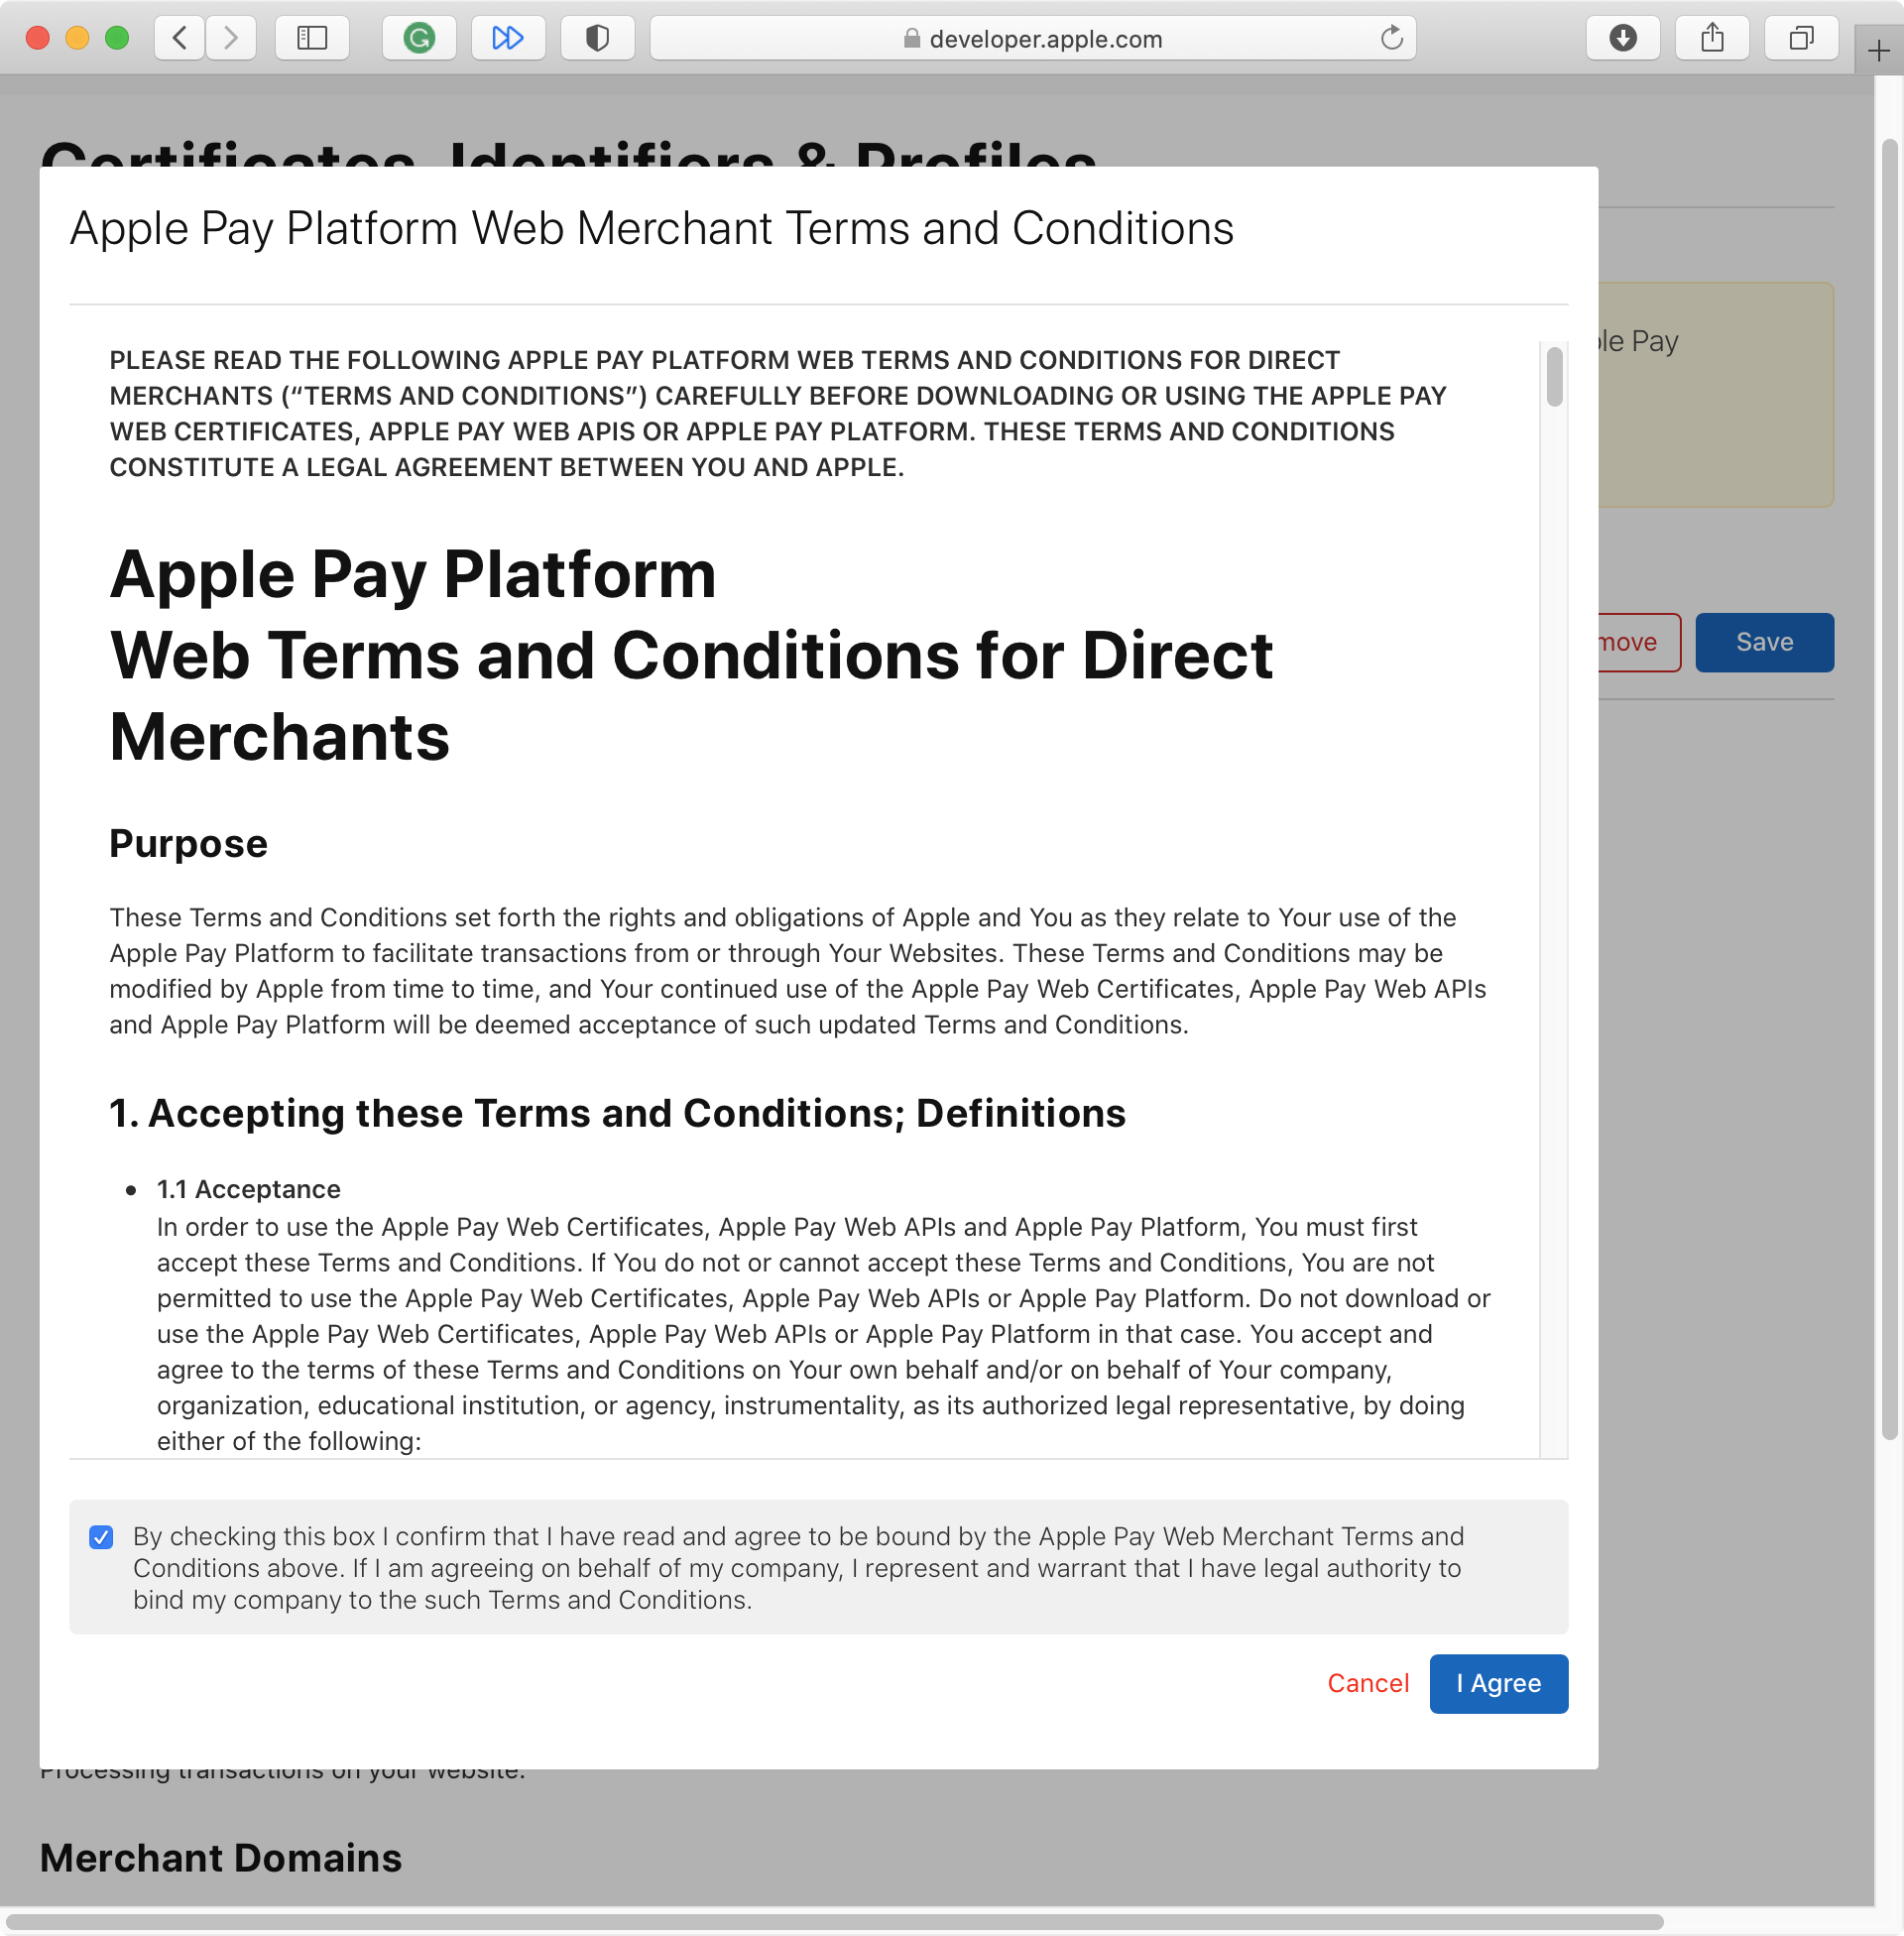 developer.apple.com
Certificates, Identifiers & Profiles
Apple Pay Platform Web Merchant Terms and Conditions
PLEASE READ THE FOLLOWING APPLE PAY PLATFORM WEB TERMS AND CONDITIONS FOR DIRECT
MERCHANTS (“TERMS AND CONDITIONS”) CAREFULLY BEFORE DOWNLOADING OR USING THE APPLE PAY
WEB CERTIFICATES, APPLE PAY WEB APIS OR APPLE PAY PLATFORM. THESE TERMS AND CONDITIONS
CONSTITUTE A LEGAL AGREEMENT BETWEEN YOU AND APPLE.
ple Pay
Apple Pay Platform
Web Terms and Conditions for Direct
Merchants
move
Save
Purpose
These Terms and Conditions set forth the rights and obligations of Apple and You as they relate to Your use of the
Apple Pay Platform to facilitate transactions from or through Your Websites. These Terms and Conditions may be
modified by Apple from time to time, and Your continued use of the Apple Pay Web Certificates, Apple Pay Web APIs
and Apple Pay Platform will be deemed acceptance of such updated Terms and Conditions.
1. Accepting these Terms and Conditions; Definitions
• 1.1 Acceptance
In order to use the Apple Pay Web Certificates, Apple Pay Web APIs and Apple Pay Platform, You must first
accept these Terms and Conditions. If You do not or cannot accept these Terms and Conditions, You are not
permitted to use the Apple Pay Web Certificates, Apple Pay Web APIs or Apple Pay Platform. Do not download or
use the Apple Pay Web Certificates, Apple Pay Web APIs or Apple Pay Platform in that case. You accept and
agree to the terms of these Terms and Conditions on Your own behalf and/or on behalf of Your company,
organization, educational institution, or agency, instrumentality, as its authorized legal representative, by doing
either of the following:
By checking this box I confirm that I have read and agree to be bound by the Apple Pay Web Merchant Terms and
Conditions above. If I am agreeing on behalf of my company, I represent and warrant that I have legal authority to
bind my company to the such Terms and Conditions.
Cancel
I Agree
Processing transactions on your website.
Merchant Domains